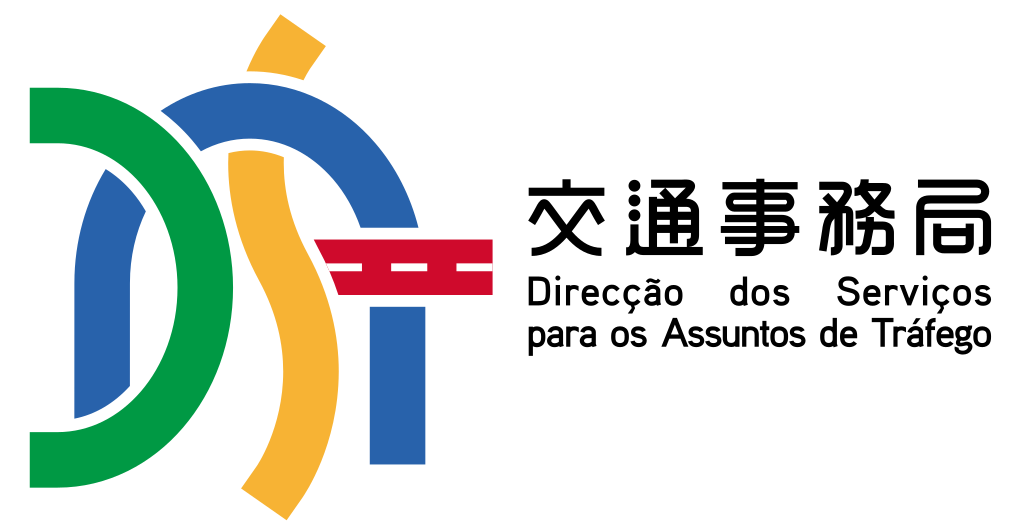 交通事務局
Direcção dos Serviços
para os Assuntos de Tráfego